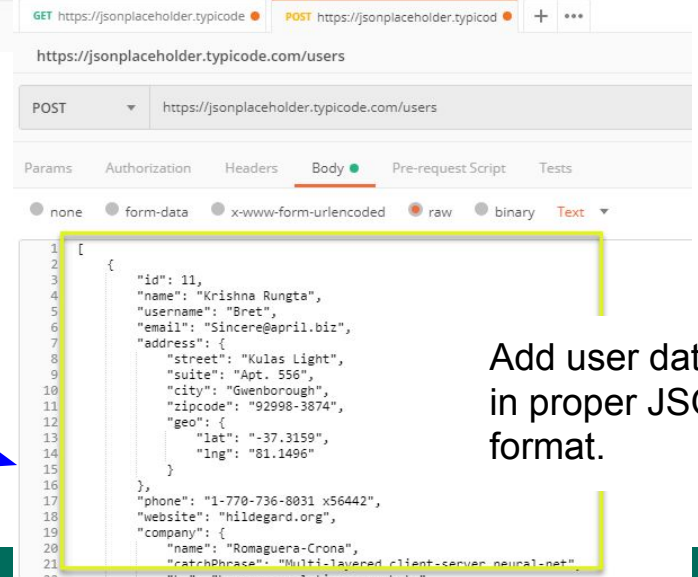 GET https://jsonplaceholder.typicode
POST https://jsonplaceholder.typicod
+ •••
https://jsonplaceholder.typicode.com/users
POST https://jsonplaceholder.typicode.com/users
Params Authorization Headers Body Pre-request Script Tests
none form-data x-www-form-urlencoded raw binary Text
1 [
2 {
3 "id": 11,
4 "name": "Krishna Rungta",
5 "username": "Bret",
6 "email": "Sincere@april.biz",
7 "address": {
8 "street": "Kulas Light",
9 "suite": "Apt. 556",
10 "city": "Gwenborough",
11 "zipcode": "92998-3874",
12 "geo": {
13 "lat": "-37.3159",
14 "lng": "81.1496"
15 }
16 },
17 "phone": "1-770-736-8031 x56442",
18 "website": "hildegard.org",
19 "company": {
20 "name": "Romaguera-Crona",
21 "catchPhrase": "Multi-layered client-server neural-net",
Add user dat
in proper JSO
format.